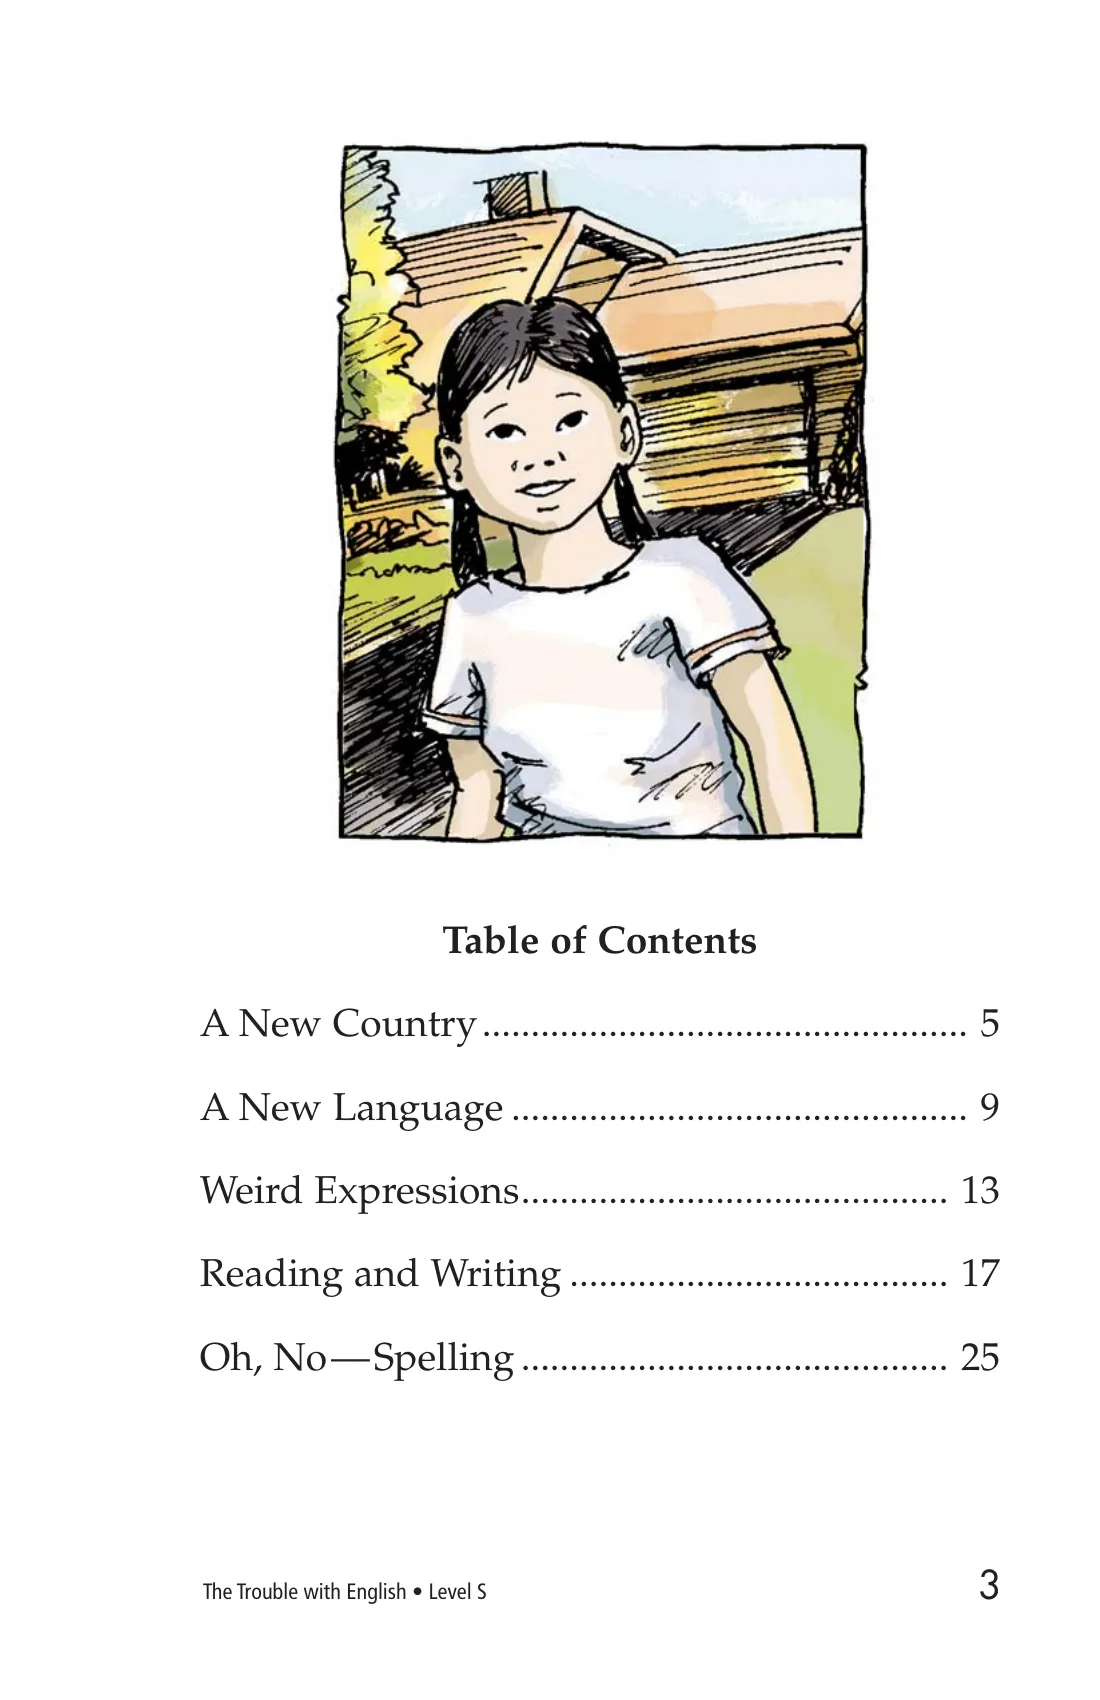 Table of Contents
A New Country .................................................. 5
A New Language ............................................... 9
Weird Expressions............................................ 13
Reading and Writing ....................................... 17
Oh, No—Spelling ............................................ 25
The Trouble with English • Level S 3